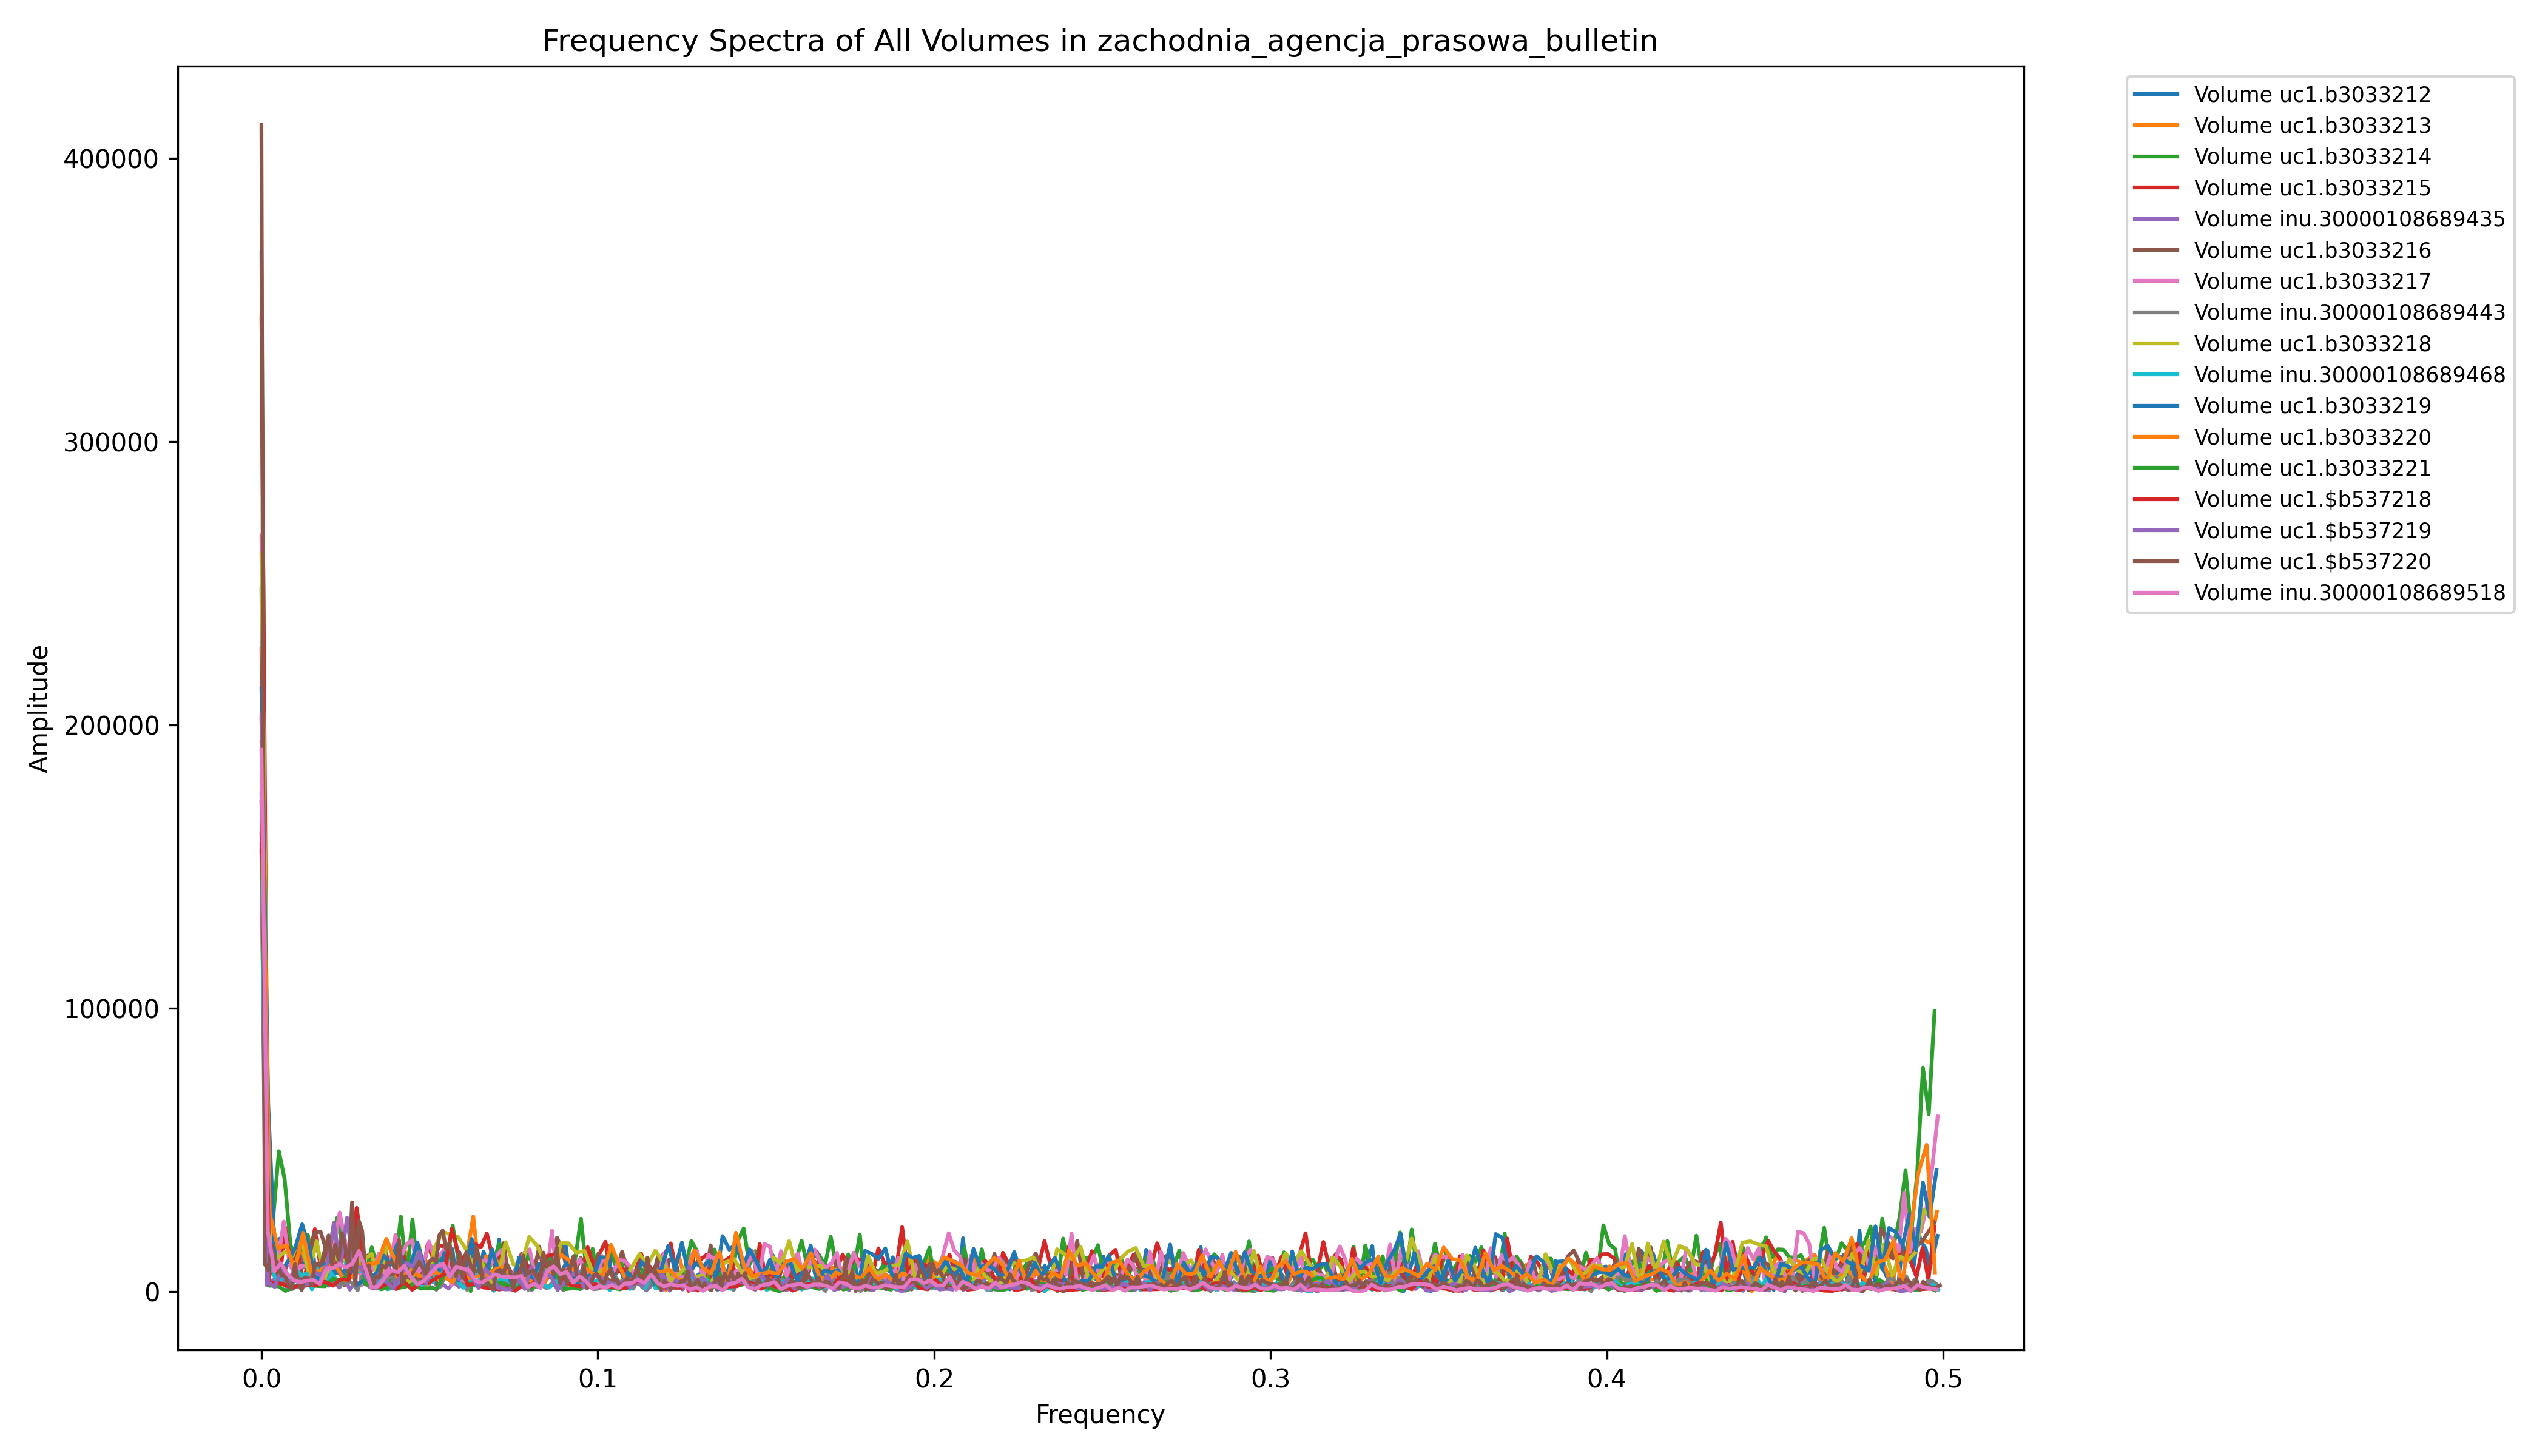 Frequency Spectra of All Volumes in zachodnia_agencja_prasowa_bulletin
Amplitude
400000
300000
200000
100000
0
0.0
0.1
0.2
0.3
0.4
0.5
Frequency
Volume uc1.b3033212
Volume uc1.b3033213
Volume uc1.b3033214
Volume uc1.b3033215
Volume inu.30000108689435
Volume uc1.b3033216
Volume uc1.b3033217
Volume inu.30000108689443
Volume uc1.b3033218
Volume inu.30000108689468
Volume uc1.b3033219
Volume uc1.b3033220
Volume uc1.b3033221
Volume uc1.$b537218
Volume uc1.$b537219
Volume uc1.$b537220
Volume inu.30000108689518